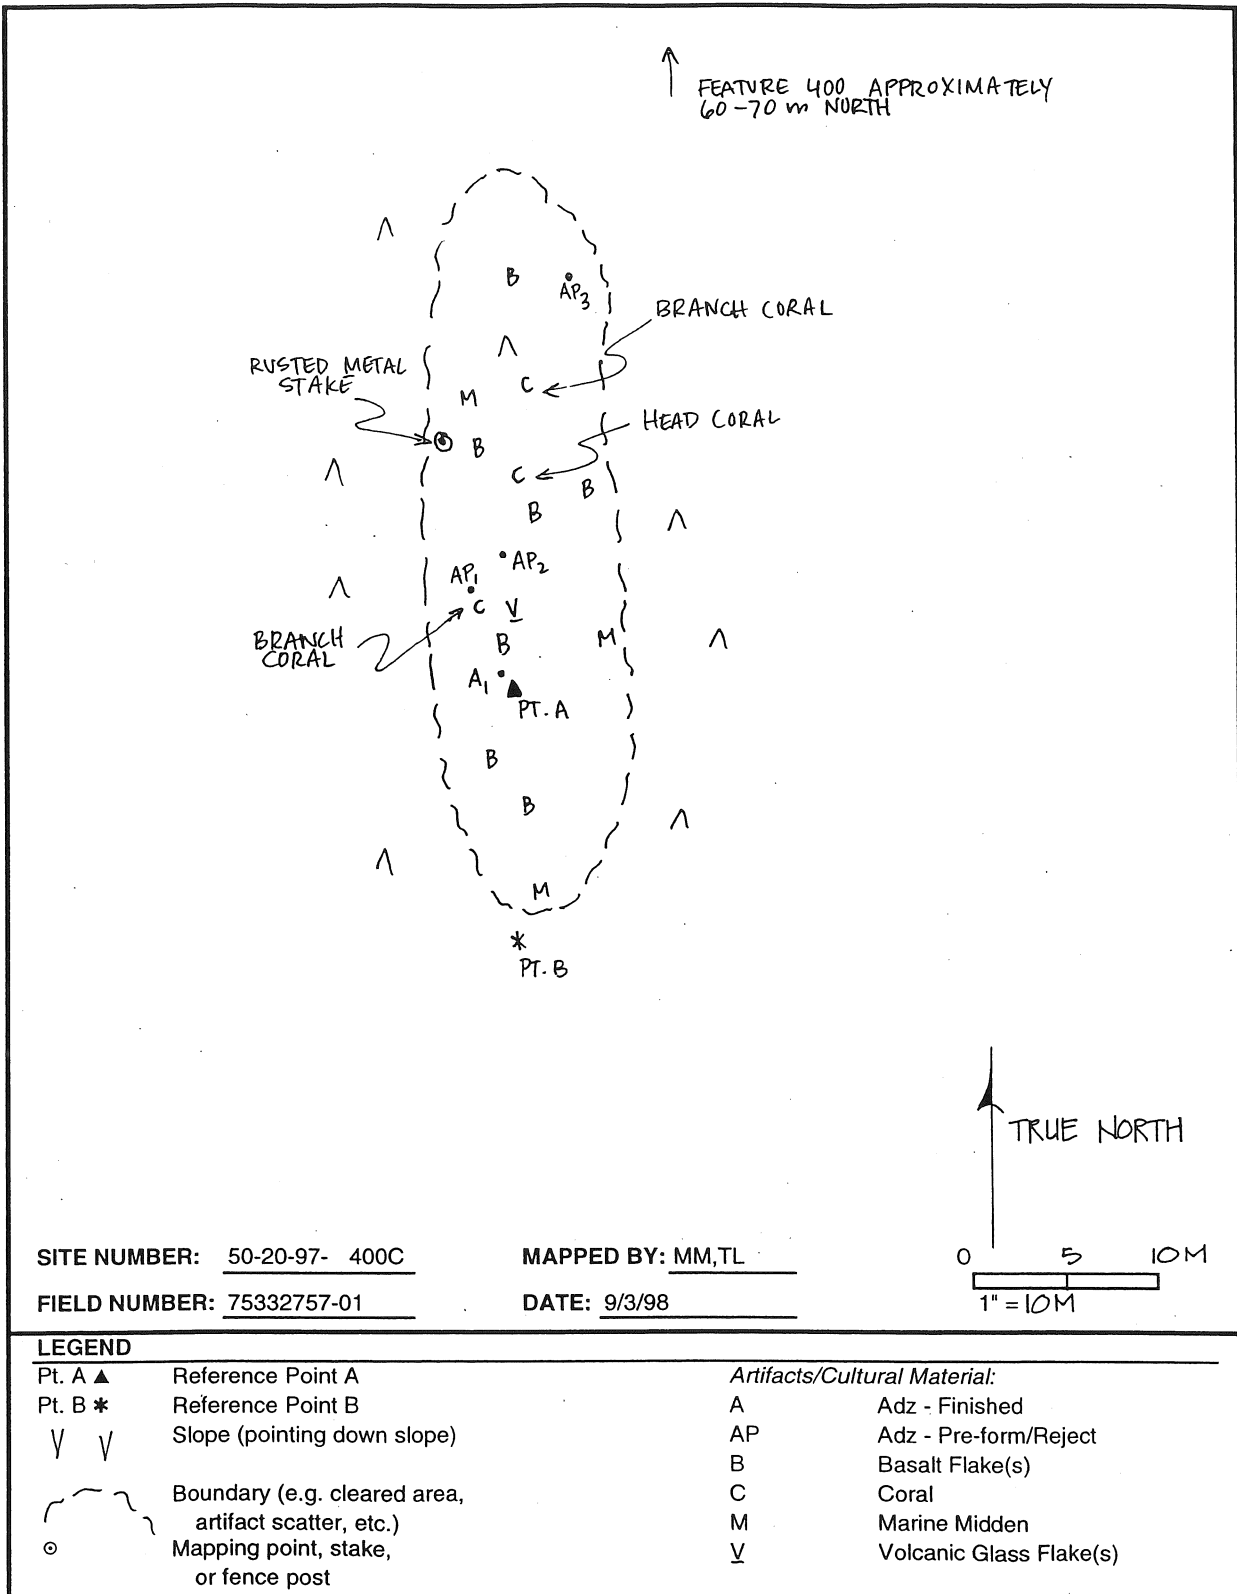 FEATURE 400 APPROXIMATELY
60-70 m NORTH
B
AP3
BRANCH CORAL
RUSTED METAL
STAKE
M
C
HEAD CORAL
B
C
B
B
AP2
AP1
C
V
BRANCH
CORAL
B
M
A1
PT. A
B
B
M
PT. B
TRUE NORTH
SITE NUMBER: 50-20-97- 400C
MAPPED BY: MM,TL
0 5 10M
FIELD NUMBER: 75332757-01
DATE: 9/3/98
1" = 10M
LEGEND
Pt. A ▲ Reference Point A
Pt. B * Reference Point B
Slope (pointing down slope)
Boundary (e.g. cleared area,
artifact scatter, etc.)
Mapping point, stake,
or fence post
Artifacts/Cultural Material:
A Adz - Finished
AP Adz - Pre-form/Reject
B Basalt Flake(s)
C Coral
M Marine Midden
V Volcanic Glass Flake(s)